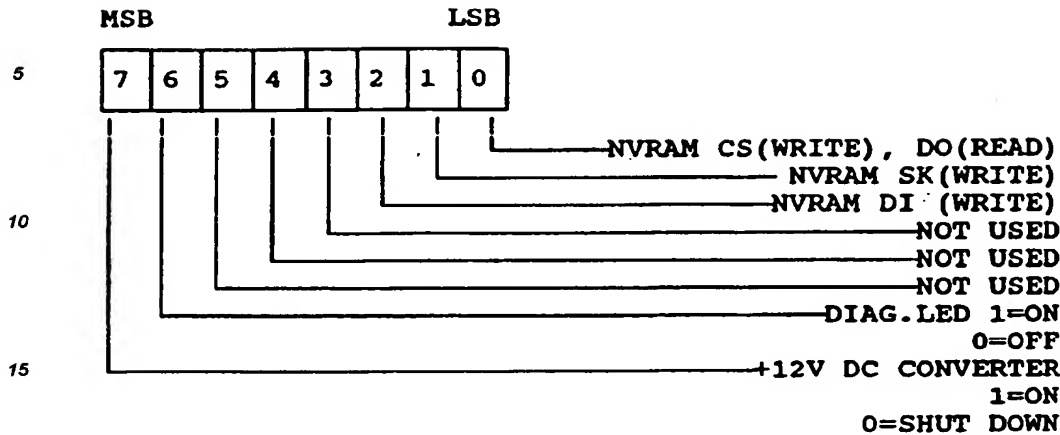 MSB LSB
5
7 6 5 4 3 2 1 0
NVRAM CS(WRITE), DO(READ)
NVRAM SK(WRITE)
NVRAM DI (WRITE)
10
NOT USED
NOT USED
NOT USED
DIAG.LED 1=ON
0=OFF
15
+12V DC CONVERTER
1=ON
0=SHUT DOWN